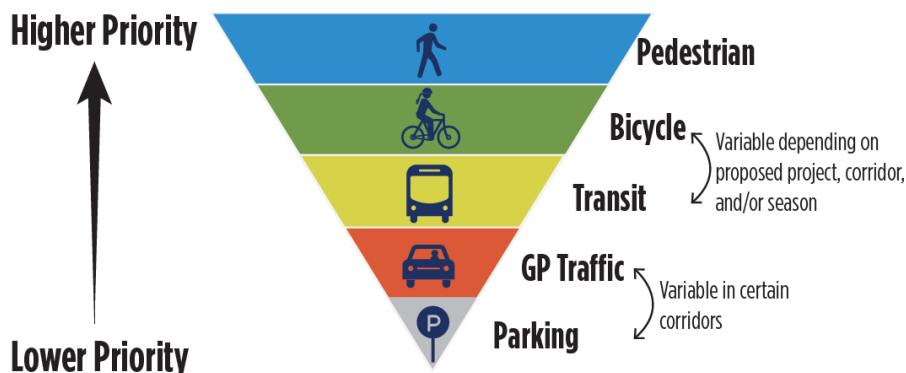 Higher Priority
Pedestrian
Bicycle
Variable depending on
proposed project, corridor,
and/or season
Transit
GP Traffic
Variable in certain
corridors
P
Parking
Lower Priority